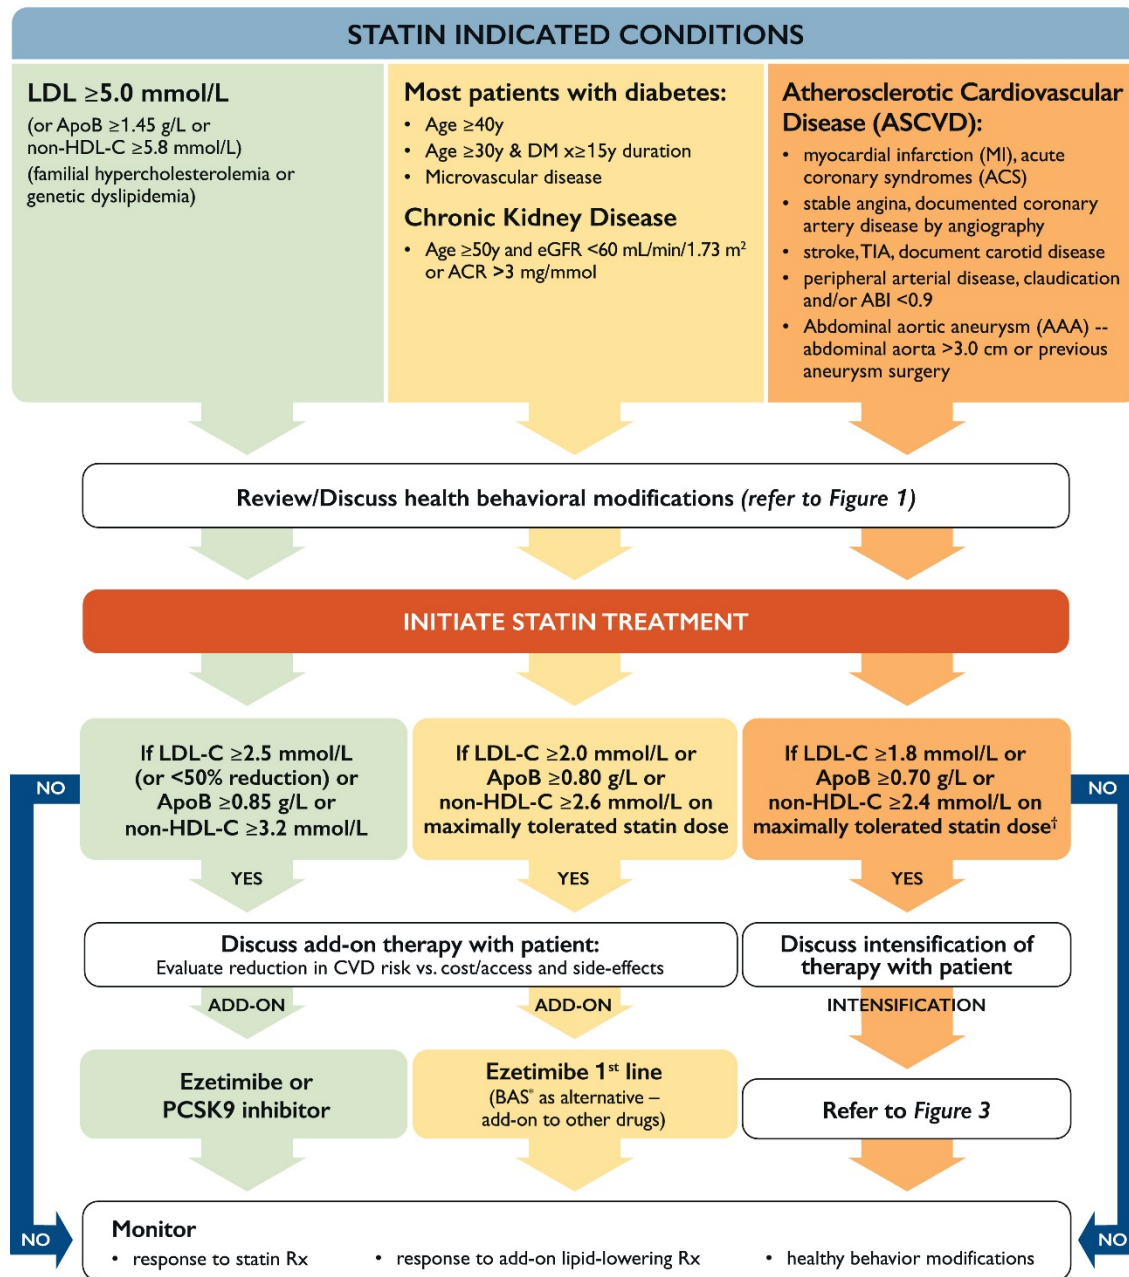 STATIN INDICATED CONDITIONS
LDL ≥5.0 mmol/L
(or ApoB ≥1.45 g/L or
non-HDL-C ≥5.8 mmol/L)
(familial hypercholesterolemia or
genetic dyslipidemia)
Most patients with diabetes:
• Age ≥40y
• Age ≥30y & DM x≥15y duration
• Microvascular disease
Chronic Kidney Disease
• Age ≥50y and eGFR <60 mL/min/1.73 m²
or ACR >3 mg/mmol
Atherosclerotic Cardiovascular
Disease (ASCVD):
• myocardial infarction (MI), acute
coronary syndromes (ACS)
• stable angina, documented coronary
artery disease by angiography
• stroke, TIA, document carotid disease
• peripheral arterial disease, claudication
and/or ABI <0.9
• Abdominal aortic aneurysm (AAA) --
abdominal aorta >3.0 cm or previous
aneurysm surgery
Review/Discuss health behavioral modifications (refer to Figure 1)
INITIATE STATIN TREATMENT
If LDL-C ≥2.5 mmol/L
(or <50% reduction) or
ApoB ≥0.85 g/L or
non-HDL-C ≥3.2 mmol/L
If LDL-C ≥2.0 mmol/L or
ApoB ≥0.80 g/L or
non-HDL-C ≥2.6 mmol/L on
maximally tolerated statin dose
If LDL-C ≥1.8 mmol/L or
ApoB ≥0.70 g/L or
non-HDL-C ≥2.4 mmol/L on
maximally tolerated statin dose†
NO
NO
YES
YES
YES
Discuss add-on therapy with patient:
Evaluate reduction in CVD risk vs. cost/access and side-effects
Discuss intensification of
therapy with patient
ADD-ON
ADD-ON
INTENSIFICATION
Ezetimibe or
PCSK9 inhibitor
Ezetimibe 1st line
(BAS* as alternative –
add-on to other drugs)
Refer to Figure 3
NO
NO
Monitor
• response to statin Rx
• response to add-on lipid-lowering Rx
• healthy behavior modifications